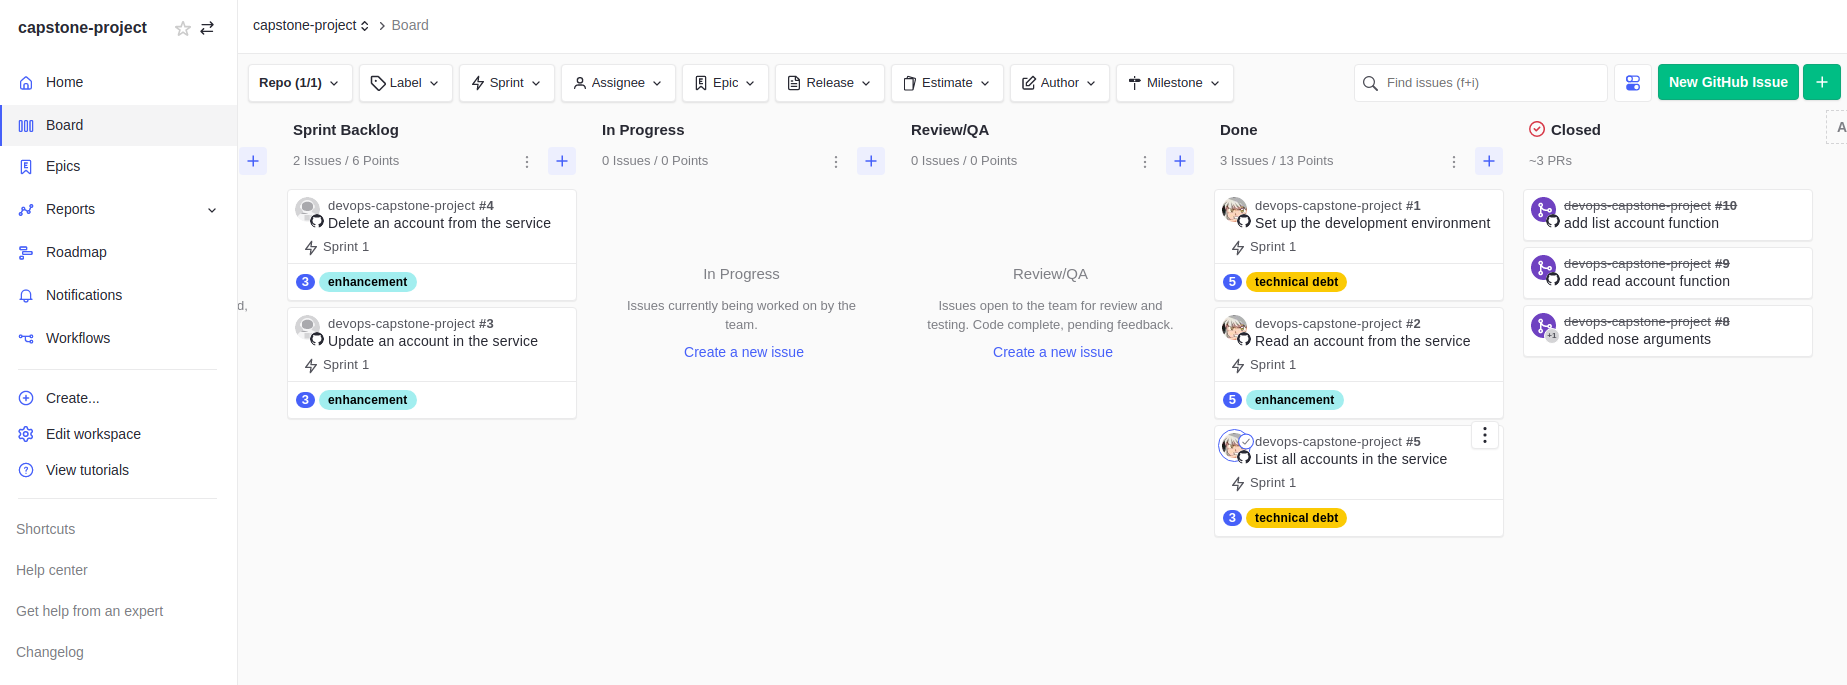 capstone-project
Home
Board
Epics
Reports
Roadmap
Notifications
Workflows
Create...
Edit workspace
View tutorials
Shortcuts
Help center
Get help from an expert
Changelog
capstone-project > Board
Repo (1/1)
Label
Sprint
Assignee
Epic
Release
Estimate
Author
Milestone
Find issues (f+i)
New GitHub Issue
+
d,
Sprint Backlog
2 Issues / 6 Points
devops-capstone-project #4
Delete an account from the service
Sprint 1
3 enhancement
devops-capstone-project #3
Update an account in the service
Sprint 1
3 enhancement
In Progress
0 Issues / 0 Points
In Progress
Issues currently being worked on by the
team.
Create a new issue
Review/QA
0 Issues / 0 Points
Review/QA
Issues open to the team for review and
testing. Code complete, pending feedback.
Create a new issue
Done
3 Issues / 13 Points
devops-capstone-project #1
Set up the development environment
Sprint 1
5 technical debt
devops-capstone-project #2
Read an account from the service
Sprint 1
5 enhancement
devops-capstone-project #5
List all accounts in the service
Sprint 1
3 technical debt
Closed
~3 PRs
devops-capstone-project #10
add list account function
devops-capstone-project #9
add read account function
devops-capstone-project #8
+1
added nose arguments
A